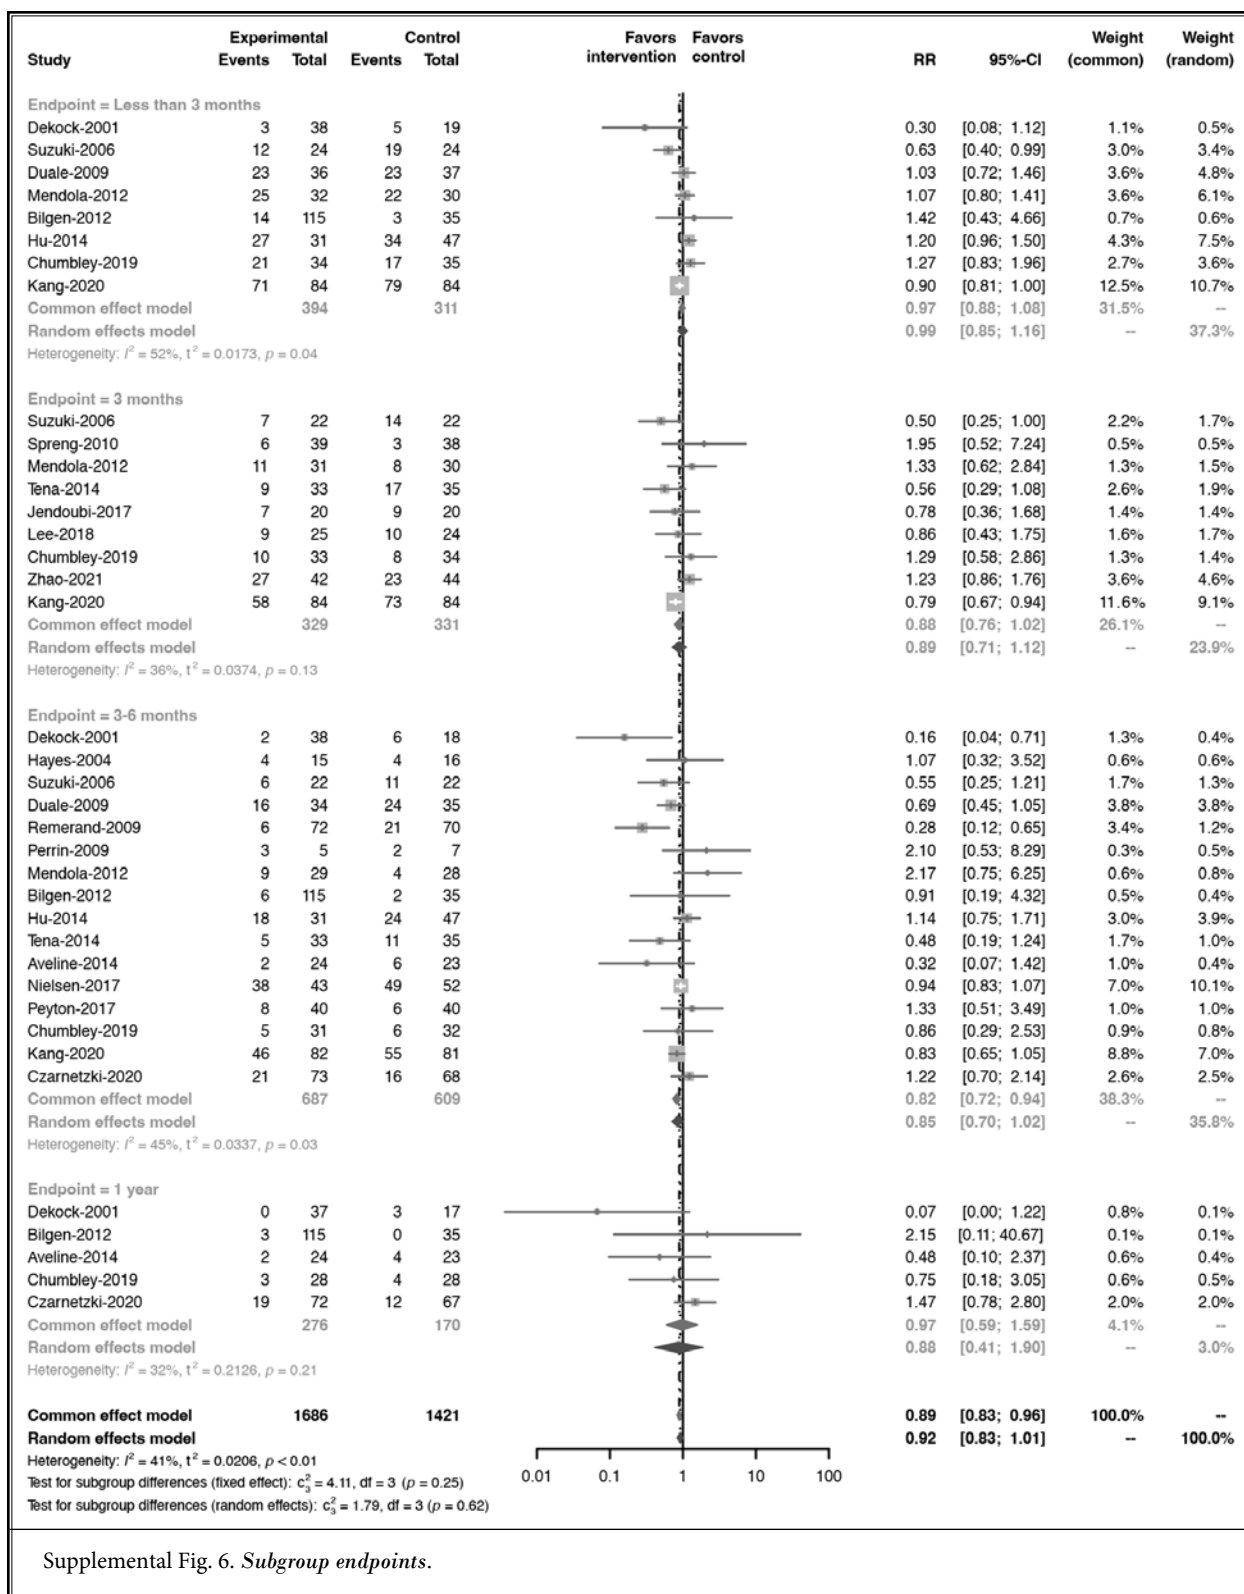 Experimental Control Favors Favors Weight Weight
Study Events Total Events Total intervention control RR 95%-CI (common) (random)
Endpoint = Less than 3 months
Dekock-2001 3 38 5 19 0.30 [0.08; 1.12] 1.1% 0.5%
Suzuki-2006 12 24 19 24 0.63 [0.40; 0.99] 3.0% 3.4%
Duale-2009 23 36 23 37 1.03 [0.72; 1.46] 3.6% 4.8%
Mendola-2012 25 32 22 30 1.07 [0.80; 1.41] 3.6% 6.1%
Bilgen-2012 14 115 3 35 1.42 [0.43; 4.66] 0.7% 0.6%
Hu-2014 27 31 34 47 1.20 [0.96; 1.50] 4.3% 7.5%
Chumbley-2019 21 34 17 35 1.27 [0.83; 1.96] 2.7% 3.6%
Kang-2020 71 84 79 84 0.90 [0.81; 1.00] 12.5% 10.7%
Common effect model 394 311 0.97 [0.88; 1.08] 31.5% --
Random effects model 0.99 [0.85; 1.16] -- 37.3%
Heterogeneity: I² = 52%, t² = 0.0173, p = 0.04
Endpoint = 3 months
Suzuki-2006 7 22 14 22 0.50 [0.25; 1.00] 2.2% 1.7%
Spreng-2010 6 39 3 38 1.95 [0.52; 7.24] 0.5% 0.5%
Mendola-2012 11 31 8 30 1.33 [0.62; 2.84] 1.3% 1.5%
Tena-2014 9 33 17 35 0.56 [0.29; 1.08] 2.6% 1.9%
Jendoubi-2017 7 20 9 20 0.78 [0.36; 1.68] 1.4% 1.4%
Lee-2018 9 25 10 24 0.86 [0.43; 1.75] 1.6% 1.7%
Chumbley-2019 10 33 8 34 1.29 [0.58; 2.86] 1.3% 1.4%
Zhao-2021 27 42 23 44 1.23 [0.86; 1.76] 3.6% 4.6%
Kang-2020 58 84 73 84 0.79 [0.67; 0.94] 11.6% 9.1%
Common effect model 329 331 0.88 [0.76; 1.02] 26.1% --
Random effects model 0.89 [0.71; 1.12] -- 23.9%
Heterogeneity: I² = 36%, t² = 0.0374, p = 0.13
Endpoint = 3-6 months
Dekock-2001 2 38 6 18 0.16 [0.04; 0.71] 1.3% 0.4%
Hayes-2004 4 15 4 16 1.07 [0.32; 3.52] 0.6% 0.6%
Suzuki-2006 6 22 11 22 0.55 [0.25; 1.21] 1.7% 1.3%
Duale-2009 16 34 24 35 0.69 [0.45; 1.05] 3.8% 3.8%
Remerand-2009 6 72 21 70 0.28 [0.12; 0.65] 3.4% 1.2%
Perrin-2009 3 5 2 7 2.10 [0.53; 8.29] 0.3% 0.5%
Mendola-2012 9 29 4 28 2.17 [0.75; 6.25] 0.6% 0.8%
Bilgen-2012 6 115 2 35 0.91 [0.19; 4.32] 0.5% 0.4%
Hu-2014 18 31 24 47 1.14 [0.75; 1.71] 3.0% 3.9%
Tena-2014 5 33 11 35 0.48 [0.19; 1.24] 1.7% 1.0%
Aveline-2014 2 24 6 23 0.32 [0.07; 1.42] 1.0% 0.4%
Nielsen-2017 38 43 49 52 0.94 [0.83; 1.07] 7.0% 10.1%
Peyton-2017 8 40 6 40 1.33 [0.51; 3.49] 1.0% 1.0%
Chumbley-2019 5 31 6 32 0.86 [0.29; 2.53] 0.9% 0.8%
Kang-2020 46 82 55 81 0.83 [0.65; 1.05] 8.8% 7.0%
Czarnetzki-2020 21 73 16 68 1.22 [0.70; 2.14] 2.6% 2.5%
Common effect model 687 609 0.82 [0.72; 0.94] 38.3% --
Random effects model 0.85 [0.70; 1.02] -- 35.8%
Heterogeneity: I² = 45%, t² = 0.0337, p = 0.03
Endpoint = 1 year
Dekock-2001 0 37 3 17 0.07 [0.00; 1.22] 0.8% 0.1%
Bilgen-2012 3 115 0 35 2.15 [0.11; 40.67] 0.1% 0.1%
Aveline-2014 2 24 4 23 0.48 [0.10; 2.37] 0.6% 0.4%
Chumbley-2019 3 28 4 28 0.75 [0.18; 3.05] 0.6% 0.5%
Czarnetzki-2020 19 72 12 67 1.47 [0.78; 2.80] 2.0% 2.0%
Common effect model 276 170 0.97 [0.59; 1.59] 4.1% --
Random effects model 0.88 [0.41; 1.90] -- 3.0%
Heterogeneity: I² = 32%, t² = 0.2126, p = 0.21
Common effect model 1686 1421 0.89 [0.83; 0.96] 100.0% --
Random effects model 0.92 [0.83; 1.01] -- 100.0%
Heterogeneity: I² = 41%, t² = 0.0206, p < 0.01
0.01 0.1 1 10 100
Test for subgroup differences (fixed effect): c²₃ = 4.11, df = 3 (p = 0.25)
Test for subgroup differences (random effects): c²₃ = 1.79, df = 3 (p = 0.62)
Supplemental Fig. 6. Subgroup endpoints.